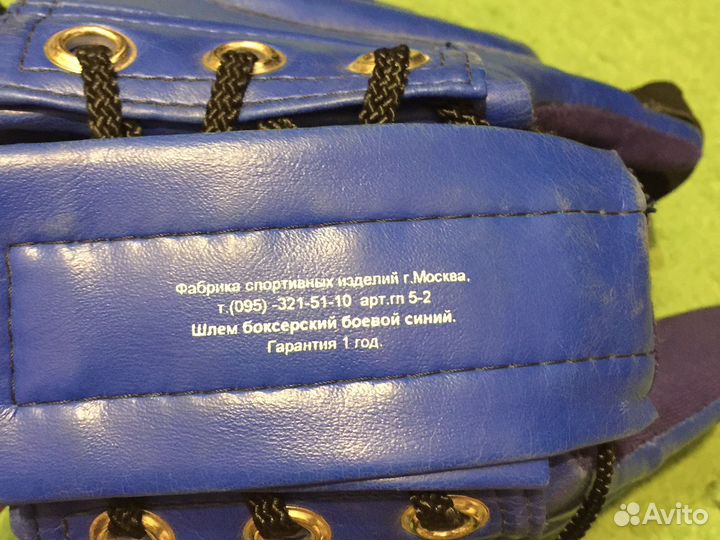 Фабрика спортивных изделий г.Москва,
т.(095) -321-51-10 арт.гп 5-2
Шлем боксерский боевой синий.
Гарантия 1 год.
Avito